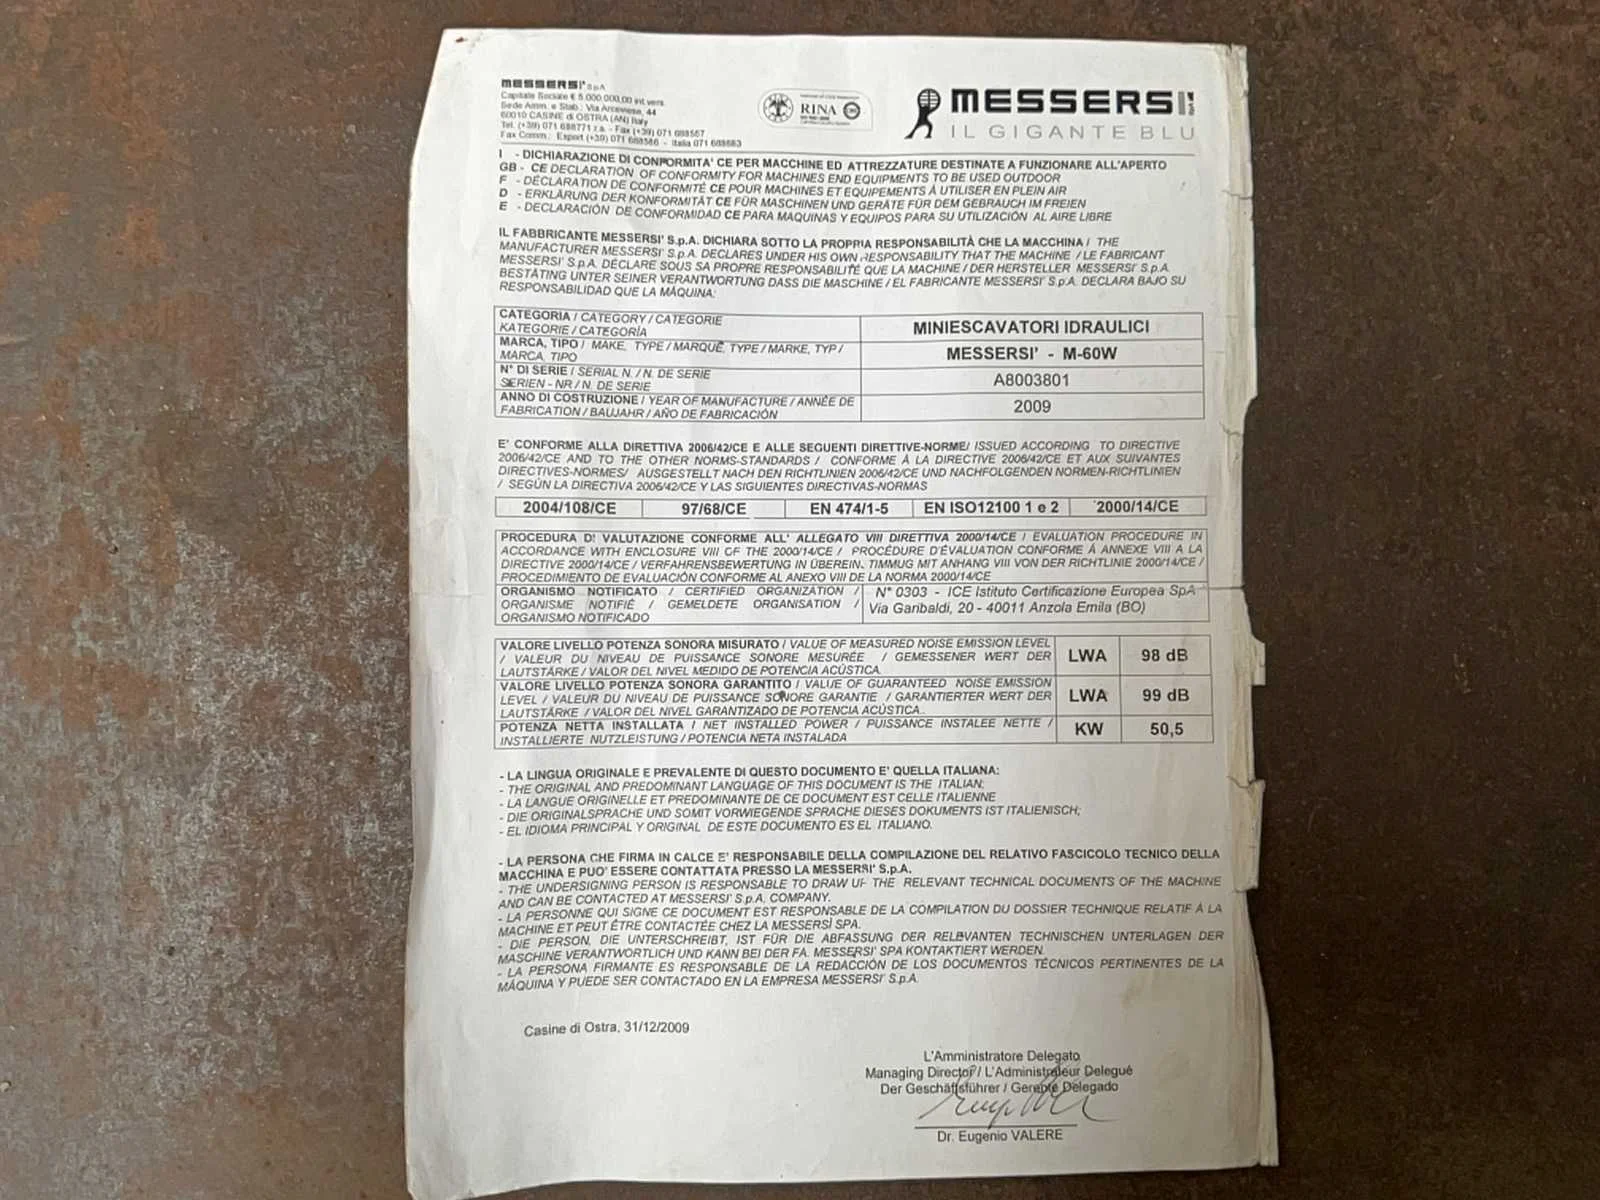 MESSERSI' SpA
Capitale Sociale € 5.000.000,00 int.vers.
Sede Amm. e Stab.: Via Arceviese, 44
60010 CASINE di OSTRA (AN) Italy
Tel. (+39) 071 688771 r.a. - Fax (+39) 071 688567
Fax Comm.: Export (+39) 071 688586 - Italia 071 688683
RINA
MESSERSI
IL GIGANTE BLU
I - DICHIARAZIONE DI CONFORMITA' CE PER MACCHINE ED ATTREZZATURE DESTINATE A FUNZIONARE ALL'APERTO
GB - CE DECLARATION OF CONFORMITY FOR MACHINES END EQUIPMENTS TO BE USED OUTDOOR
F - DÉCLARATION DE CONFORMITÉ CE POUR MACHINES ET EQUIPEMENTS À UTILISER EN PLEIN AIR
D - ERKLÄRUNG DER KONFORMITÄT CE FÜR MASCHINEN UND GERÄTE FÜR DEM GEBRAUCH IM FREIEN
E - DECLARACIÓN DE CONFORMIDAD CE PARA MAQUINAS Y EQUIPOS PARA SU UTILIZACIÓN AL AIRE LIBRE
IL FABBRICANTE MESSERSI' S.p.A. DICHIARA SOTTO LA PROPRIA RESPONSABILITÀ CHE LA MACCHINA / THE
MANUFACTURER MESSERSI' S.p.A. DECLARES UNDER HIS OWN RESPONSABILITY THAT THE MACHINE / LE FABRICANT
MESSERSI' S.p.A. DÉCLARE SOUS SA PROPRE RESPONSABILITÉ QUE LA MACHINE / DER HERSTELLER MESSERSI' S.p.A.
BESTÄTING UNTER SEINER VERANTWORTUNG DASS DIE MASCHINE / EL FABRICANTE MESSERSI' S.p.A. DECLARA BAJO SU
RESPONSABILIDAD QUE LA MÁQUINA:
CATEGORIA / CATEGORY / CATEGORIE
KATEGORIE / CATEGORÍA
MINIESCAVATORI IDRAULICI
MARCA, TIPO / MAKE, TYPE / MARQUE, TYPE / MARKE, TYP /
MARCA, TIPO
MESSERSI' - M-60W
N° DI SERIE / SERIAL N. / N. DE SERIE
SERIEN - NR / N. DE SERIE
A8003801
ANNO DI COSTRUZIONE / YEAR OF MANUFACTURE / ANNÉE DE
FABRICATION / BAUJAHR / AÑO DE FABRICACIÓN
2009
E' CONFORME ALLA DIRETTIVA 2006/42/CE E ALLE SEGUENTI DIRETTIVE-NORME/ ISSUED ACCORDING TO DIRECTIVE
2006/42/CE AND TO THE OTHER NORMS-STANDARDS / CONFORME À LA DIRECTIVE 2006/42/CE ET AUX SUIVANTES
DIRECTIVES-NORMES/ AUSGESTELLT NACH DEN RICHTLINIEN 2006/42/CE UND NACHFOLGENDEN NORMEN-RICHTLINIEN
/ SEGÚN LA DIRECTIVA 2006/42/CE Y LAS SIGUIENTES DIRECTIVAS-NORMAS
2004/108/CE 97/68/CE EN 474/1-5 EN ISO12100 1 e 2 2000/14/CE
PROCEDURA DI VALUTAZIONE CONFORME ALL' ALLEGATO VIII DIRETTIVA 2000/14/CE / EVALUATION PROCEDURE IN
ACCORDANCE WITH ENCLOSURE VIII OF THE 2000/14/CE / PROCÉDURE D'ÉVALUATION CONFORME À ANNEXE VIII A LA
DIRECTIVE 2000/14/CE / VERFAHRENSBEWERTUNG IN ÜBEREIN. TIMMUG MIT ANHANG VIII VON DER RICHTLINIE 2000/14/CE /
PROCEDIMIENTO DE EVALUACIÓN CONFORME AL ANEXO VIII DE LA NORMA 2000/14/CE
ORGANISMO NOTIFICATO / CERTIFIED ORGANIZATION /
ORGANISME NOTIFIÉ / GEMELDETE ORGANISATION /
ORGANISMO NOTIFICADO
N° 0303 - ICE Istituto Certificazione Europea SpA
Via Garibaldi, 20 - 40011 Anzola Emila (BO)
VALORE LIVELLO POTENZA SONORA MISURATO / VALUE OF MEASURED NOISE EMISSION LEVEL
/ VALEUR DU NIVEAU DE PUISSANCE SONORE MESURÉE / GEMESSENER WERT DER
LAUTSTÄRKE / VALOR DEL NIVEL MEDIDO DE POTENCIA ACÚSTICA
LWA 98 dB
VALORE LIVELLO POTENZA SONORA GARANTITO / VALUE OF GUARANTEED NOISE EMISSION
LEVEL / VALEUR DU NIVEAU DE PUISSANCE SONORE GARANTIE / GARANTIERTER WERT DER
LAUTSTÄRKE / VALOR DEL NIVEL GARANTIZADO DE POTENCIA ACÚSTICA.
LWA 99 dB
POTENZA NETTA INSTALLATA / NET INSTALLED POWER / PUISSANCE INSTALEE NETTE /
INSTALLIERTE NUTZLEISTUNG / POTENCIA NETA INSTALADA
KW 50,5
- LA LINGUA ORIGINALE E PREVALENTE DI QUESTO DOCUMENTO E' QUELLA ITALIANA:
- THE ORIGINAL AND PREDOMINANT LANGUAGE OF THIS DOCUMENT IS THE ITALIAN;
- LA LANGUE ORIGINELLE ET PREDOMINANTE DE CE DOCUMENT EST CELLE ITALIENNE
- DIE ORIGINALSPRACHE UND SOMIT VORWIEGENDE SPRACHE DIESES DOKUMENTS IST ITALIENISCH;
- EL IDIOMA PRINCIPAL Y ORIGINAL DE ESTE DOCUMENTO ES EL ITALIANO.
- LA PERSONA CHE FIRMA IN CALCE E' RESPONSABILE DELLA COMPILAZIONE DEL RELATIVO FASCICOLO TECNICO DELLA
MACCHINA E PUO' ESSERE CONTATTATA PRESSO LA MESSERSI' S.p.A.
- THE UNDERSIGNING PERSON IS RESPONSABLE TO DRAW UP THE RELEVANT TECHNICAL DOCUMENTS OF THE MACHINE
AND CAN BE CONTACTED AT MESSERSI' S.p.A. COMPANY.
- LA PERSONNE QUI SIGNE CE DOCUMENT EST RESPONSABLE DE LA COMPILATION DU DOSSIER TECHNIQUE RELATIF À LA
MACHINE ET PEUT ÊTRE CONTACTÉE CHEZ LA MESSERSÌ SPA.
- DIE PERSON, DIE UNTERSCHREIBT, IST FÜR DIE ABFASSUNG DER RELEVANTEN TECHNISCHEN UNTERLAGEN DER
MASCHINE VERANTWORTLICH UND KANN BEI DER FA. MESSERSI' SPA KONTAKTIERT WERDEN.
- LA PERSONA FIRMANTE ES RESPONSABLE DE LA REDACCIÓN DE LOS DOCUMENTOS TÉCNICOS PERTINENTES DE LA
MÁQUINA Y PUEDE SER CONTACTADO EN LA EMPRESA MESSERSI' S.p.A.
Casine di Ostra, 31/12/2009
L'Amministratore Delegato
Managing Director / L'Administrateur Delegué
Der Geschäftsführer / Gerente Delegado
Dr. Eugenio VALERE